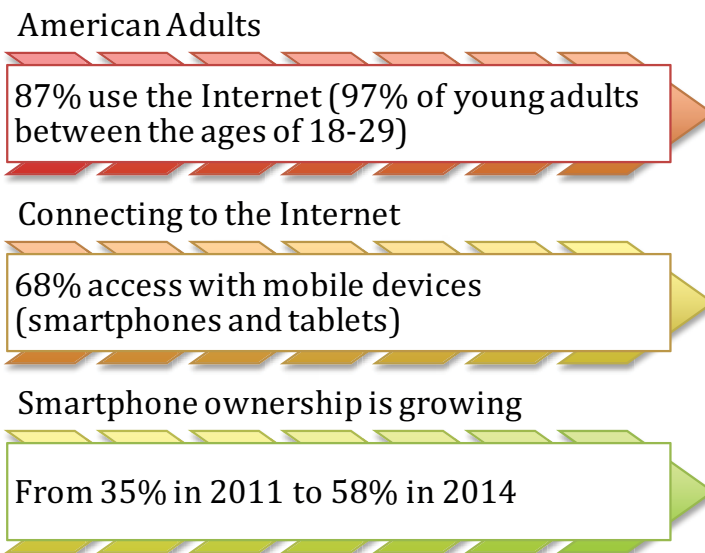 American Adults
87% use the Internet (97% of young adults
between the ages of 18-29)
Connecting to the Internet
68% access with mobile devices
(smartphones and tablets)
Smartphone ownership is growing
From 35% in 2011 to 58% in 2014